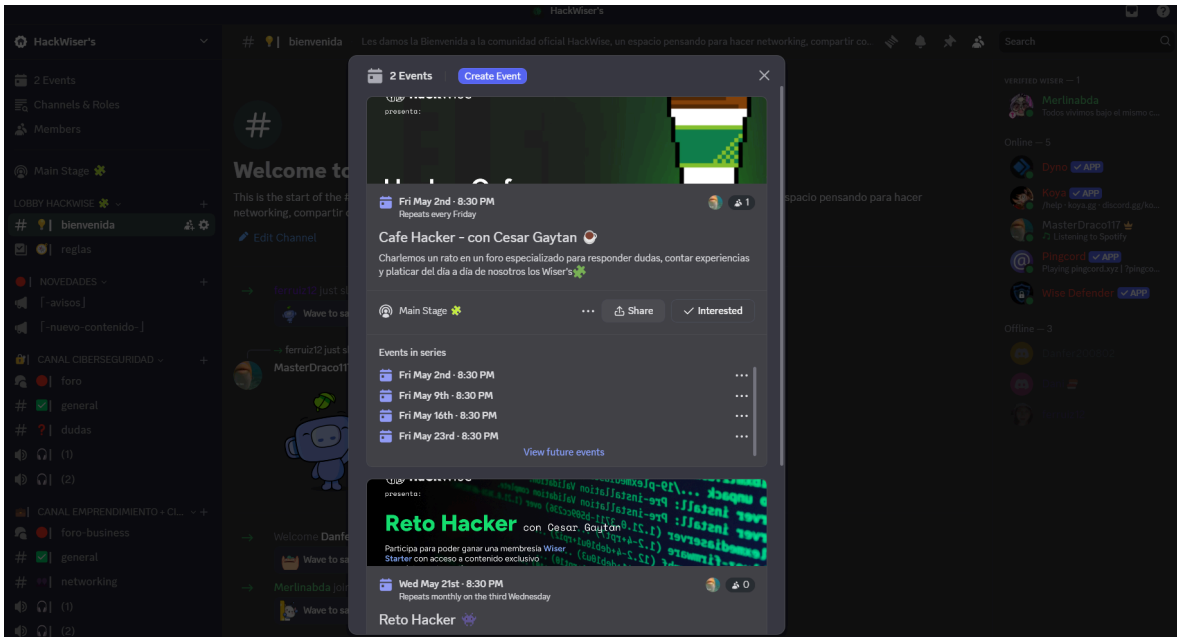 HackWiser's
HackWiser's
2 Events
Channels & Roles
Members
Main Stage
LOBBY HACKWISE
bienvenida
reglas
NOVEDADES
[-avisos]
[-nuevo-contenido-]
CANAL CIBERSEGURIDAD
foro
general
dudas
(1)
(2)
CANAL EMPRENDIMIENTO + CI...
foro-business
general
networking
(1)
(2)
bienvenida
Les damos la Bienvenida a la comunidad oficial HackWise, un espacio pensando para hacer networking, compartir co..
Welcome to
This is the start of the #
spacio pensando para hacer
networking, compartir c
Edit Channel
ferruiz12 just sl
Wave to sa
ferruiz12 just sl
MasterDraco11
Welcome Danfe
Wave to sa
Merlinabda join
Wave to sa
2 Events
Create Event
presenta:
Fri May 2nd · 8:30 PM
Repeats every Friday
1
Cafe Hacker - con Cesar Gaytan
Charlemos un rato en un foro especializado para responder dudas, contar experiencias
y platicar del día a día de nosotros los Wiser's
Main Stage
Share
Interested
Events in series
Fri May 2nd · 8:30 PM
Fri May 9th · 8:30 PM
Fri May 16th · 8:30 PM
Fri May 23rd · 8:30 PM
View future events
presenta:
Reto Hacker con Cesar Gaytan
Participa para poder ganar una membresía Wiser
Starter con acceso a contenido exclusivo
Wed May 21st · 8:30 PM
Repeats monthly on the third Wednesday
0
Reto Hacker
Search
VERIFIED WISER — 1
Merlinabda
Todos vivimos bajo el mismo c...
Online — 5
Dyno APP
Koya APP
/help · koya.gg · discord.gg/ko...
MasterDraco117
Listening to Spotify
Pingcord APP
Playing pingcord.xyz | ?pingco...
Wise Defender APP
Offline — 3